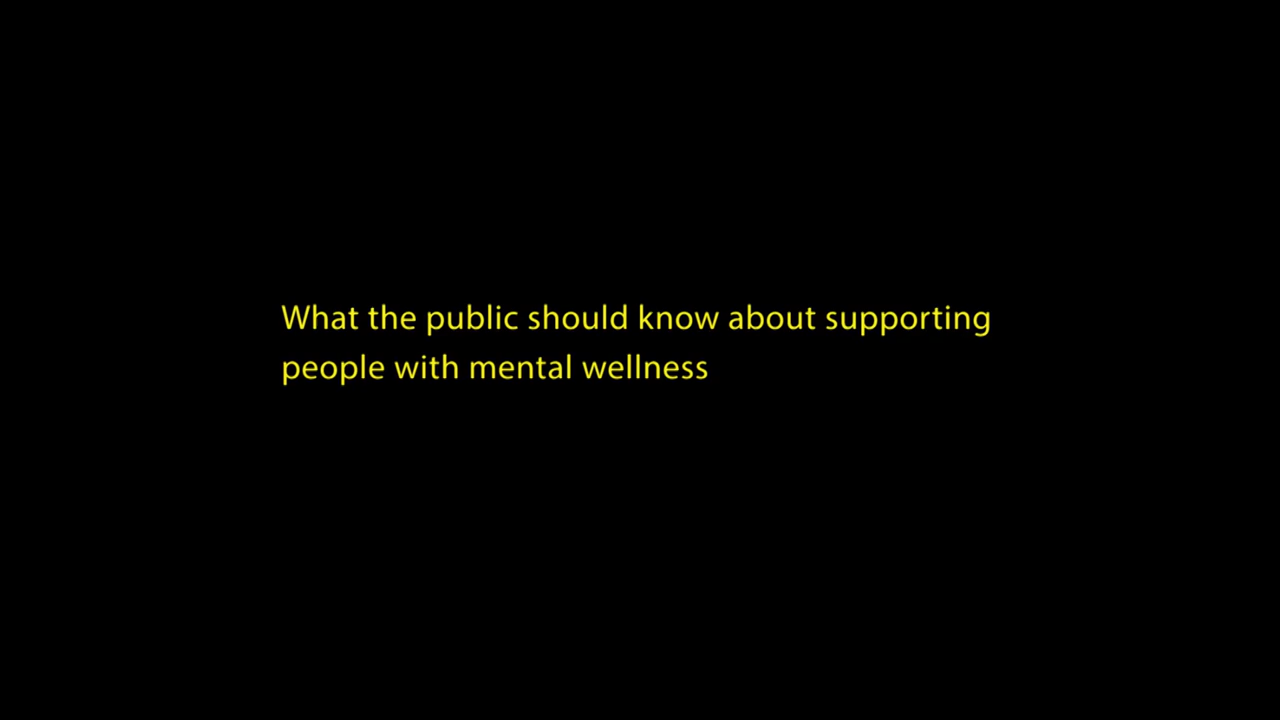 What the public should know about supporting
people with mental wellness